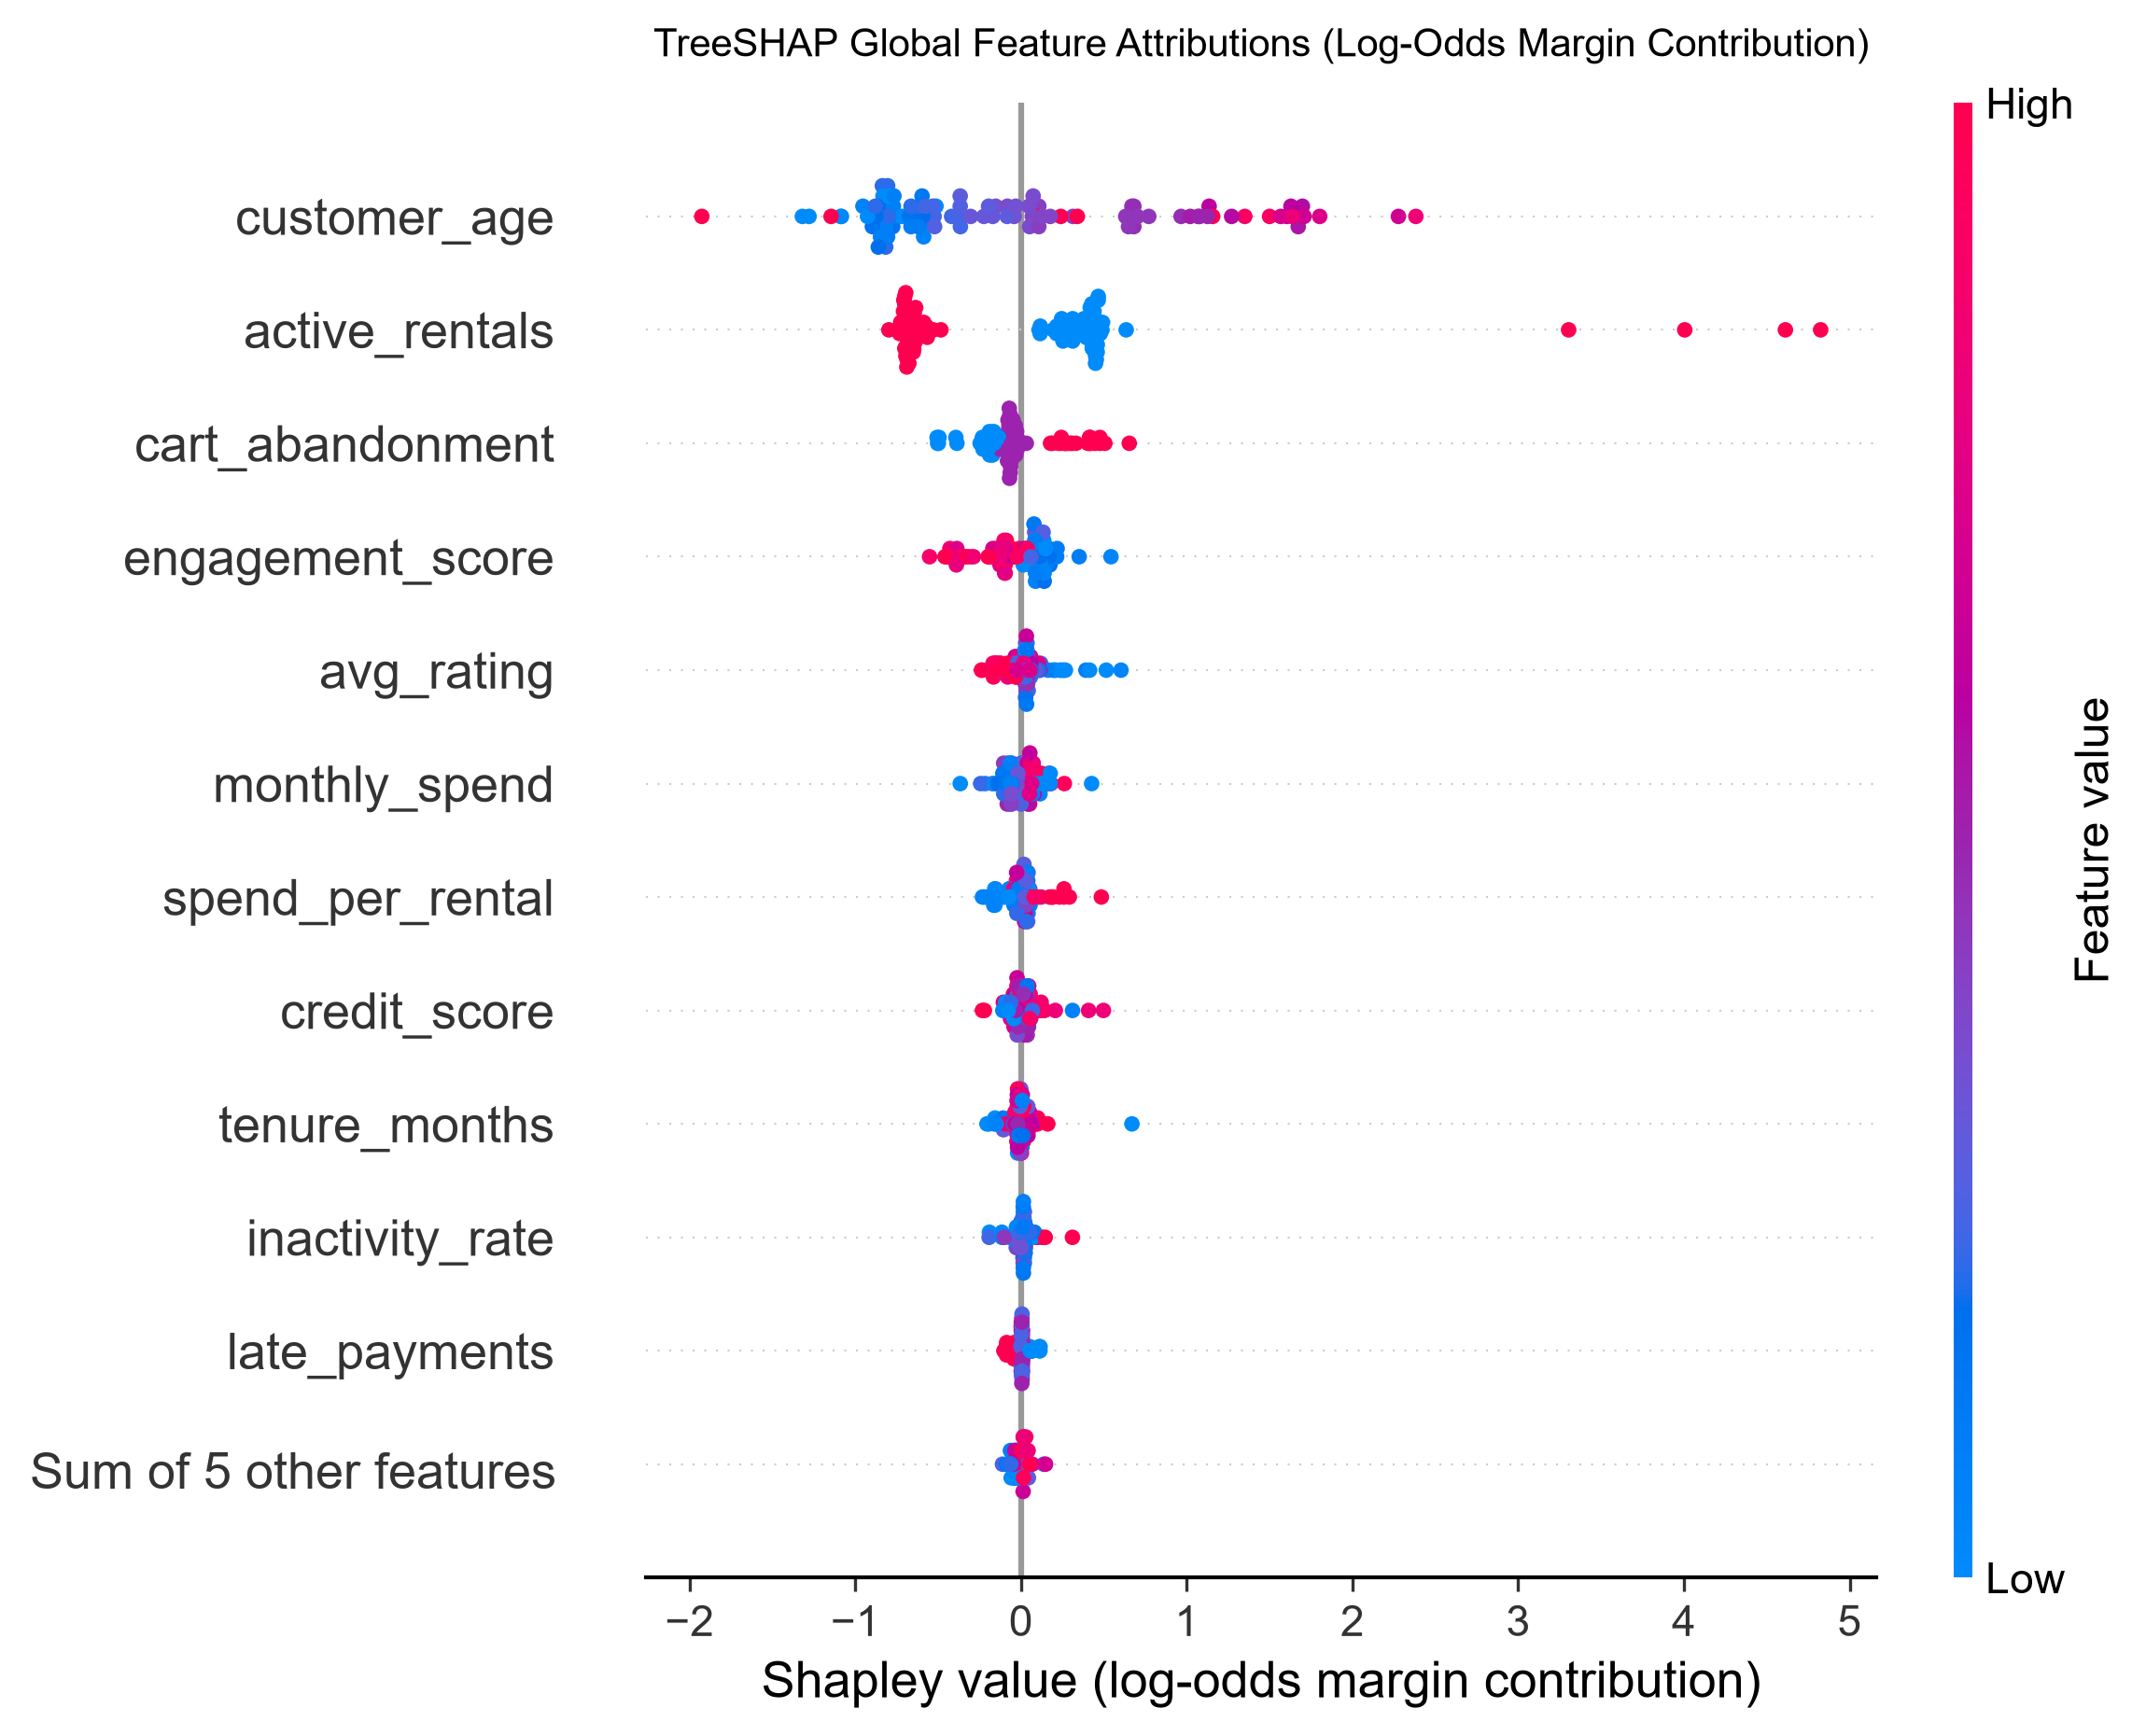 TreeSHAP Global Feature Attributions (Log-Odds Margin Contribution)
High
customer_age
active_rentals
cart_abandonment
engagement_score
avg_rating
monthly_spend
spend_per_rental
credit_score
tenure_months
inactivity_rate
late_payments
Sum of 5 other features
Feature value
Low
−2 −1 0 1 2 3 4 5
Shapley value (log-odds margin contribution)